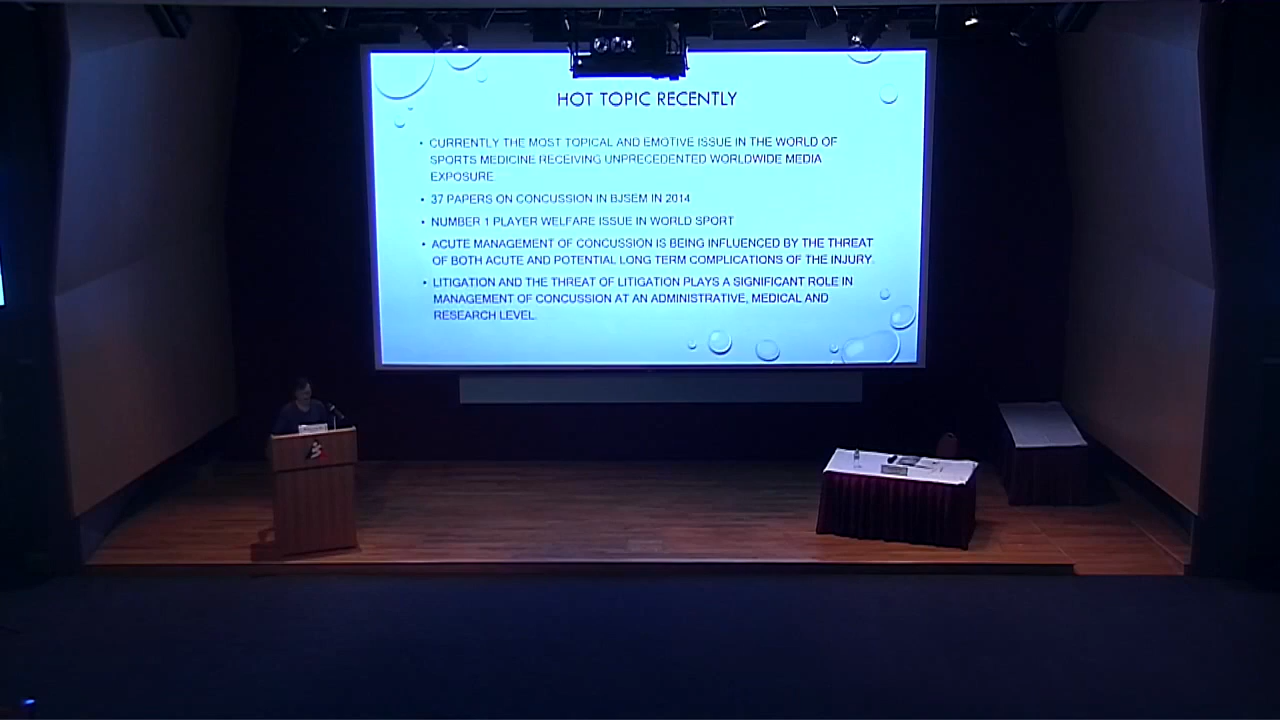 HOT TOPIC RECENTLY
• CURRENTLY THE MOST TOPICAL AND EMOTIVE ISSUE IN THE WORLD OF
SPORTS MEDICINE RECEIVING UNPRECEDENTED WORLDWIDE MEDIA
EXPOSURE.
• 37 PAPERS ON CONCUSSION IN BJSEM IN 2014
• NUMBER 1 PLAYER WELFARE ISSUE IN WORLD SPORT
• ACUTE MANAGEMENT OF CONCUSSION IS BEING INFLUENCED BY THE THREAT
OF BOTH ACUTE AND POTENTIAL LONG TERM COMPLICATIONS OF THE INJURY.
• LITIGATION AND THE THREAT OF LITIGATION PLAYS A SIGNIFICANT ROLE IN
MANAGEMENT OF CONCUSSION AT AN ADMINISTRATIVE, MEDICAL AND
RESEARCH LEVEL.